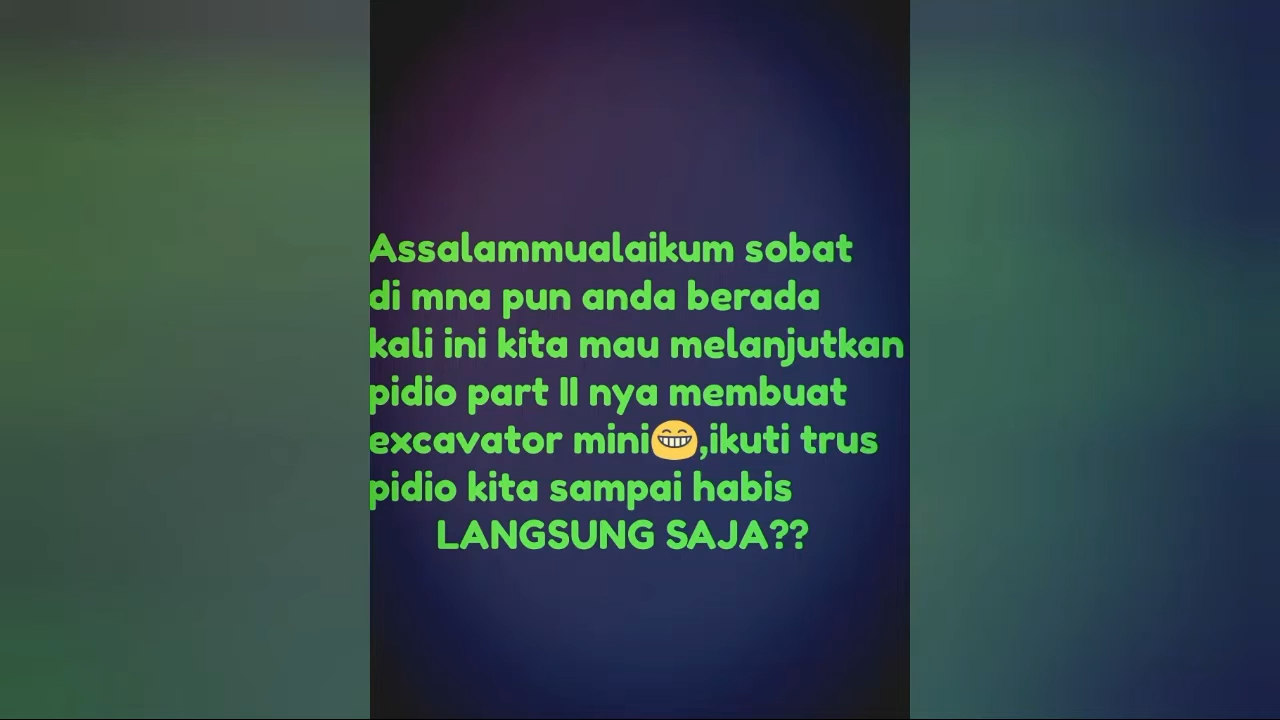 Assalammualaikum sobat
di mna pun anda berada
kali ini kita mau melanjutkan
pidio part II nya membuat
excavator mini😁,ikuti trus
pidio kita sampai habis
LANGSUNG SAJA??